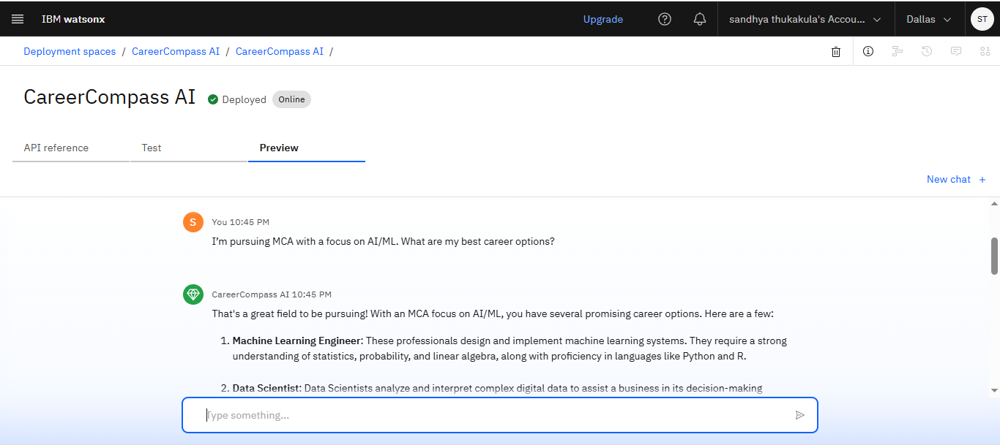 IBM watsonx
Upgrade
sandhya thukakula's Accou...
Dallas
ST
Deployment spaces / CareerCompass AI / CareerCompass AI /
CareerCompass AI
Deployed
Online
API reference
Test
Preview
New chat +
S
You 10:45 PM
I’m pursuing MCA with a focus on AI/ML. What are my best career options?
CareerCompass AI 10:45 PM
That's a great field to be pursuing! With an MCA focus on AI/ML, you have several promising career options. Here are a few:
1. Machine Learning Engineer: These professionals design and implement machine learning systems. They require a strong
understanding of statistics, probability, and linear algebra, along with proficiency in languages like Python and R.
2. Data Scientist: Data Scientists analyze and interpret complex digital data to assist a business in its decision-making
Type something...